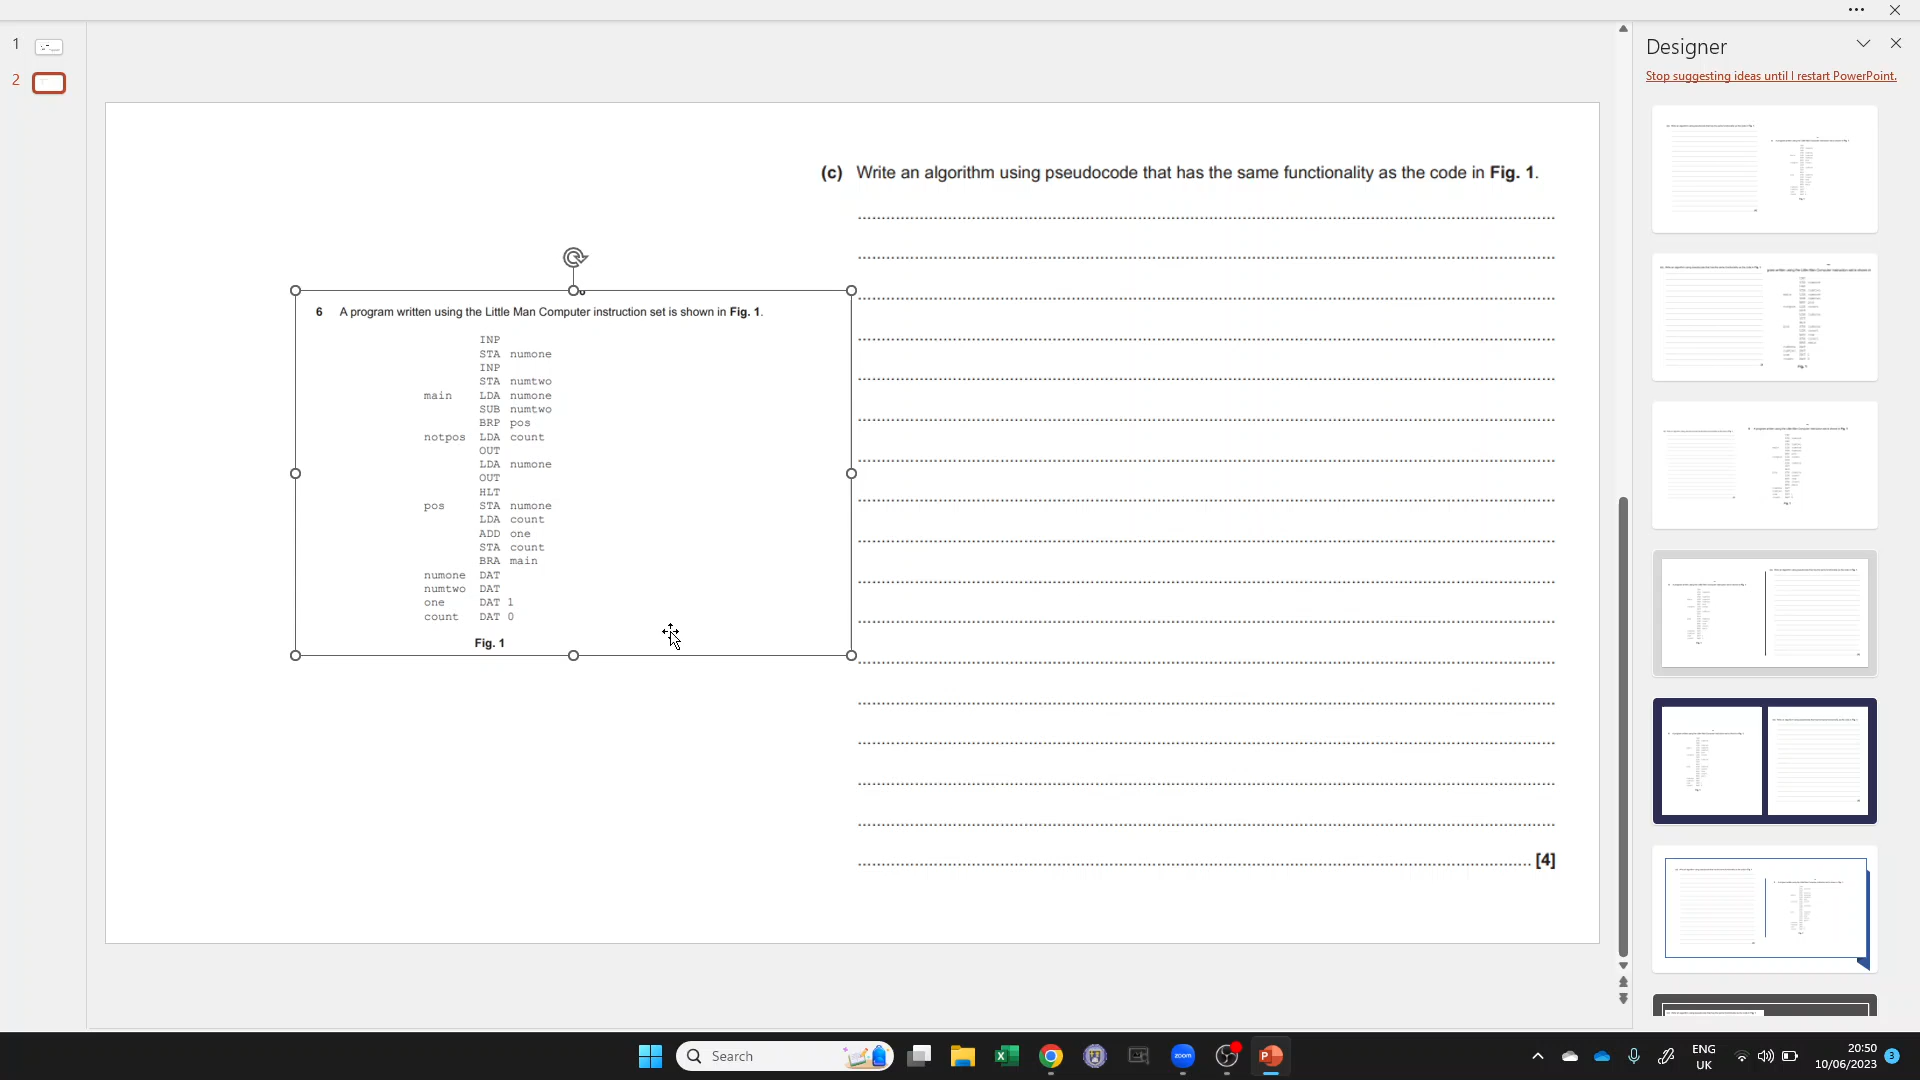 1
2
Designer
Stop suggesting ideas until I restart PowerPoint.
(c) Write an algorithm using pseudocode that has the same functionality as the code in Fig. 1.
[4]
6 A program written using the Little Man Computer instruction set is shown in Fig. 1.
INP
STA numone
INP
STA numtwo
main LDA numone
SUB numtwo
BRP pos
notpos LDA count
OUT
LDA numone
OUT
HLT
pos STA numone
LDA count
ADD one
STA count
BRA main
numone DAT
numtwo DAT
one DAT 1
count DAT 0
Fig. 1
Search
zoom
ENG
UK
20:50
10/06/2023
3